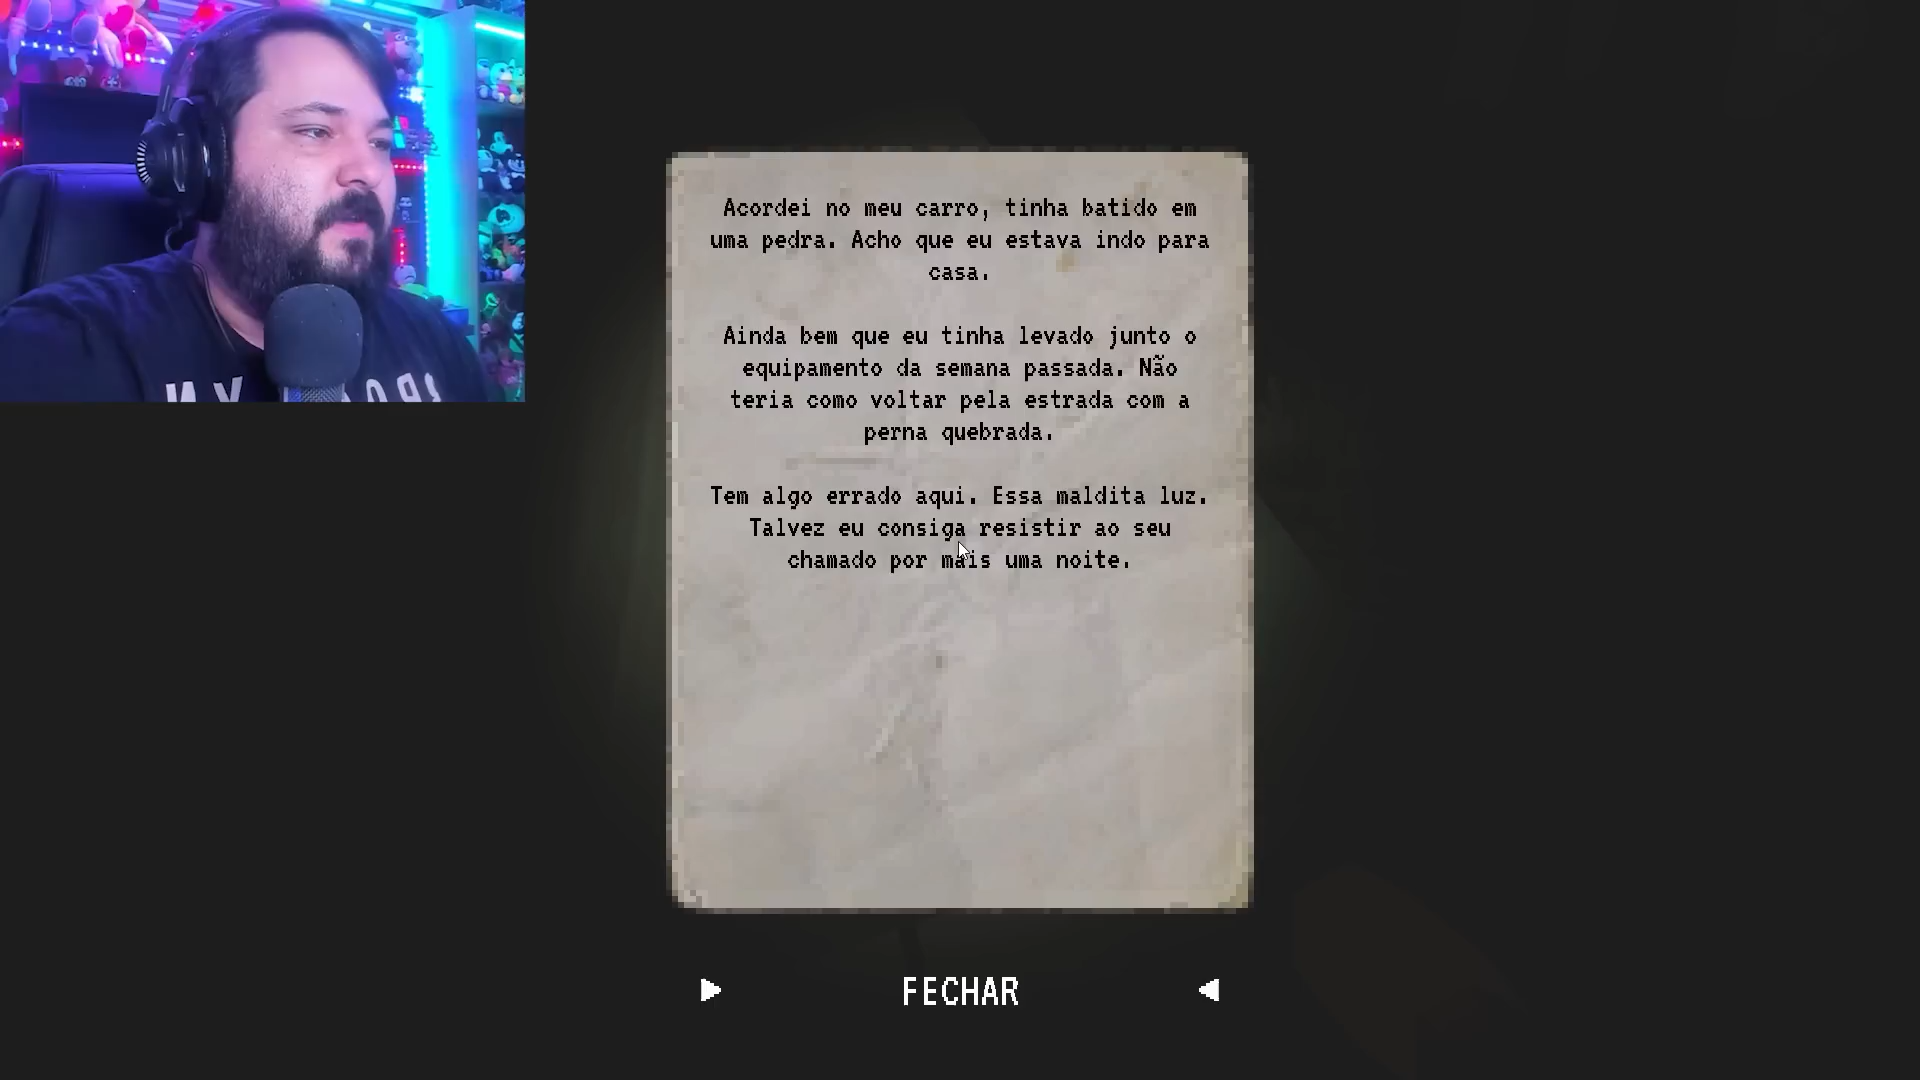 Acordei no meu carro, tinha batido em
uma pedra. Acho que eu estava indo para
casa.
Ainda bem que eu tinha levado junto o
equipamento da semana passada. Não
teria como voltar pela estrada com a
perna quebrada.
Tem algo errado aqui. Essa maldita luz.
Talvez eu consiga resistir ao seu
chamado por mais uma noite.
FECHAR